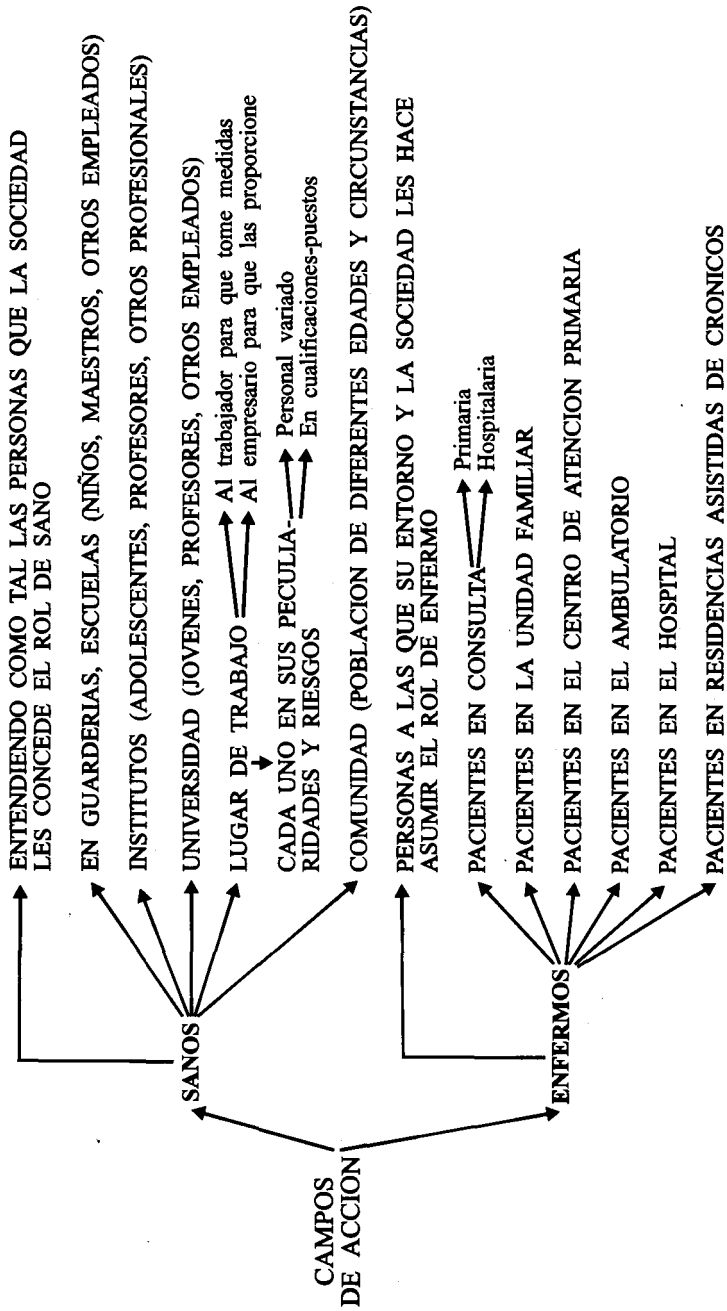 CAMPOS
DE ACCION
SANOS
ENTENDIENDO COMO TAL LAS PERSONAS QUE LA SOCIEDAD
LES CONCEDE EL ROL DE SANO
EN GUARDERIAS, ESCUELAS (NIÑOS, MAESTROS, OTROS EMPLEADOS)
INSTITUTOS (ADOLESCENTES, PROFESORES, OTROS PROFESIONALES)
UNIVERSIDAD (JOVENES, PROFESORES, OTROS EMPLEADOS)
LUGAR DE TRABAJO
Al trabajador para que tome medidas
Al empresario para que las proporcione
CADA UNO EN SUS PECULIA-
RIDADES Y RIESGOS
Personal variado
En cualificaciones-puestos
COMUNIDAD (POBLACION DE DIFERENTES EDADES Y CIRCUNSTANCIAS)
ENFERMOS
PERSONAS A LAS QUE SU ENTORNO Y LA SOCIEDAD LES HACE
ASUMIR EL ROL DE ENFERMO
PACIENTES EN CONSULTA
Primaria
Hospitalaria
PACIENTES EN LA UNIDAD FAMILIAR
PACIENTES EN EL CENTRO DE ATENCION PRIMARIA
PACIENTES EN EL AMBULATORIO
PACIENTES EN EL HOSPITAL
PACIENTES EN RESIDENCIAS ASISTIDAS DE CRONICOS